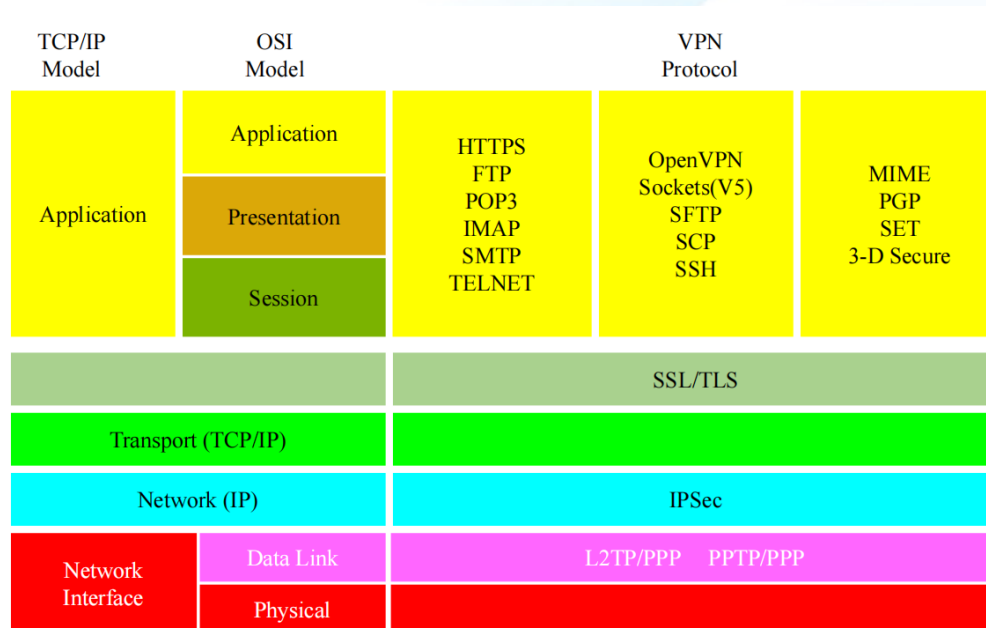 TCP/IP
Model
OSI
Model
VPN
Protocol
Application
Application
Presentation
Session
HTTPS
FTP
POP3
IMAP
SMTP
TELNET
OpenVPN
Sockets(V5)
SFTP
SCP
SSH
MIME
PGP
SET
3-D Secure
SSL/TLS
Transport (TCP/IP)
Network (IP)
IPSec
Network
Interface
Data Link
Physical
L2TP/PPP PPTP/PPP